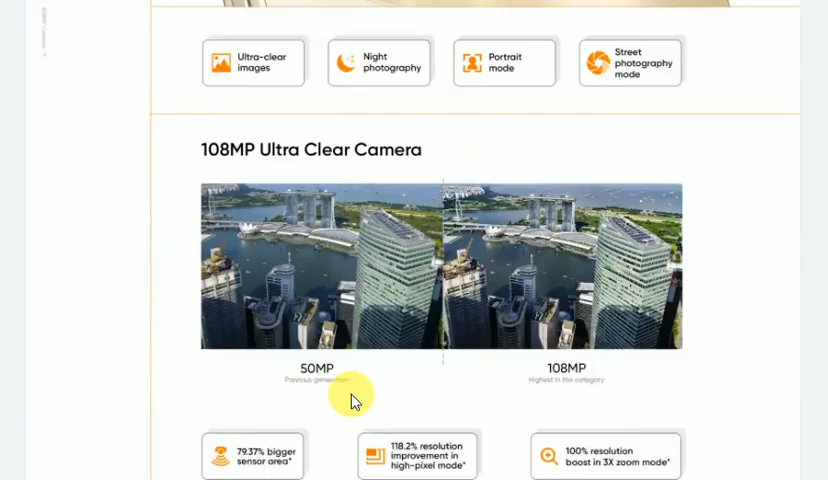 Ultra-clear
images
Night
photography
Portrait
mode
Street
photography
mode
108MP Ultra Clear Camera
50MP
Previous generation
108MP
Highest in the category
79.37% bigger
sensor area*
118.2% resolution
improvement in
high-pixel mode*
100% resolution
boost in 3X zoom mode*